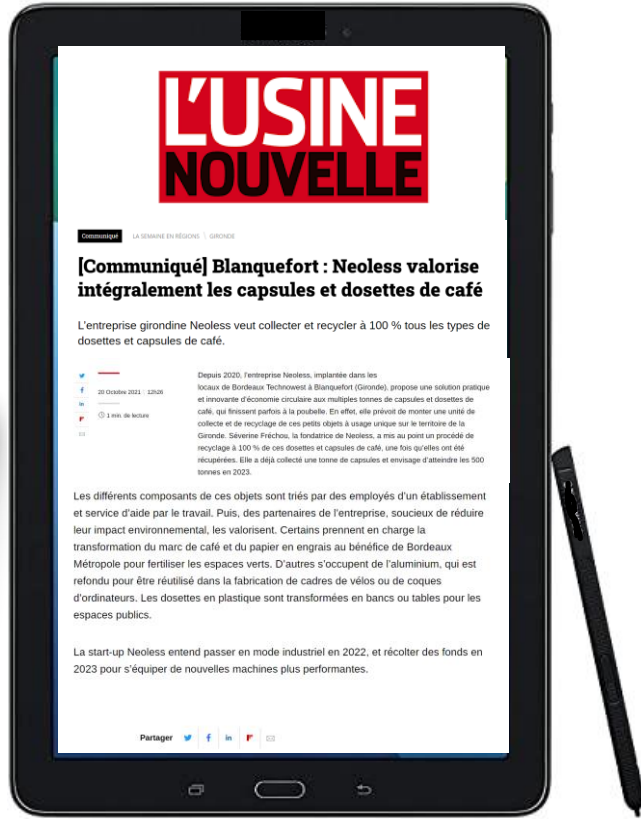 L'USINE
NOUVELLE
Communiqué LA SEMAINE EN RÉGIONS \ GIRONDE
[Communiqué] Blanquefort : Neoless valorise
intégralement les capsules et dosettes de café
L'entreprise girondine Neoless veut collecter et recycler à 100 % tous les types de
dosettes et capsules de café.
20 Octobre 2021 | 12h26
1 min. de lecture
Depuis 2020, l'entreprise Neoless, implantée dans les
locaux de Bordeaux Technowest à Blanquefort (Gironde), propose une solution pratique
et innovante d'économie circulaire aux multiples tonnes de capsules et dosettes de
café, qui finissent parfois à la poubelle. En effet, elle prévoit de monter une unité de
collecte et de recyclage de ces petits objets à usage unique sur le territoire de la
Gironde. Séverine Fréchou, la fondatrice de Neoless, a mis au point un procédé de
recyclage à 100 % de ces dosettes et capsules de café, une fois qu'elles ont été
récupérées. Elle a déjà collecté une tonne de capsules et envisage d'atteindre les 500
tonnes en 2023.
Les différents composants de ces objets sont triés par des employés d'un établissement
et service d'aide par le travail. Puis, des partenaires de l'entreprise, soucieux de réduire
leur impact environnemental, les valorisent. Certains prennent en charge la
transformation du marc de café et du papier en engrais au bénéfice de Bordeaux
Métropole pour fertiliser les espaces verts. D'autres s'occupent de l'aluminium, qui est
refondu pour être réutilisé dans la fabrication de cadres de vélos ou de coques
d'ordinateurs. Les dosettes en plastique sont transformées en bancs ou tables pour les
espaces publics.
La start-up Neoless entend passer en mode industriel en 2022, et récolter des fonds en
2023 pour s'équiper de nouvelles machines plus performantes.
Partager